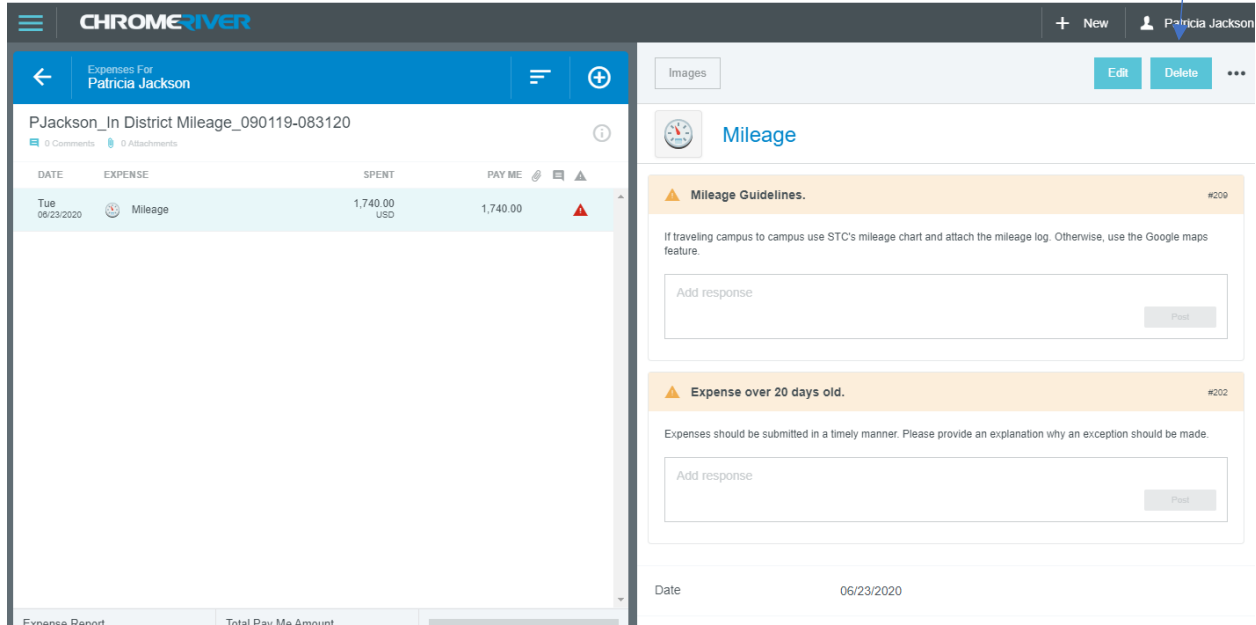 CHROMERIVER
+ New
Patricia Jackson
Expenses For
Patricia Jackson
PJackson_In District Mileage_090119-083120
0 Comments 0 Attachments
DATE EXPENSE SPENT PAY ME
Tue
06/23/2020
Mileage
1,740.00
USD
1,740.00
Expense Report
Total Pay Me Amount
Images
Edit
Delete
Mileage
Mileage Guidelines. #209
If traveling campus to campus use STC's mileage chart and attach the mileage log. Otherwise, use the Google maps
feature.
Add response
Post
Expense over 20 days old. #202
Expenses should be submitted in a timely manner. Please provide an explanation why an exception should be made.
Add response
Post
Date 06/23/2020